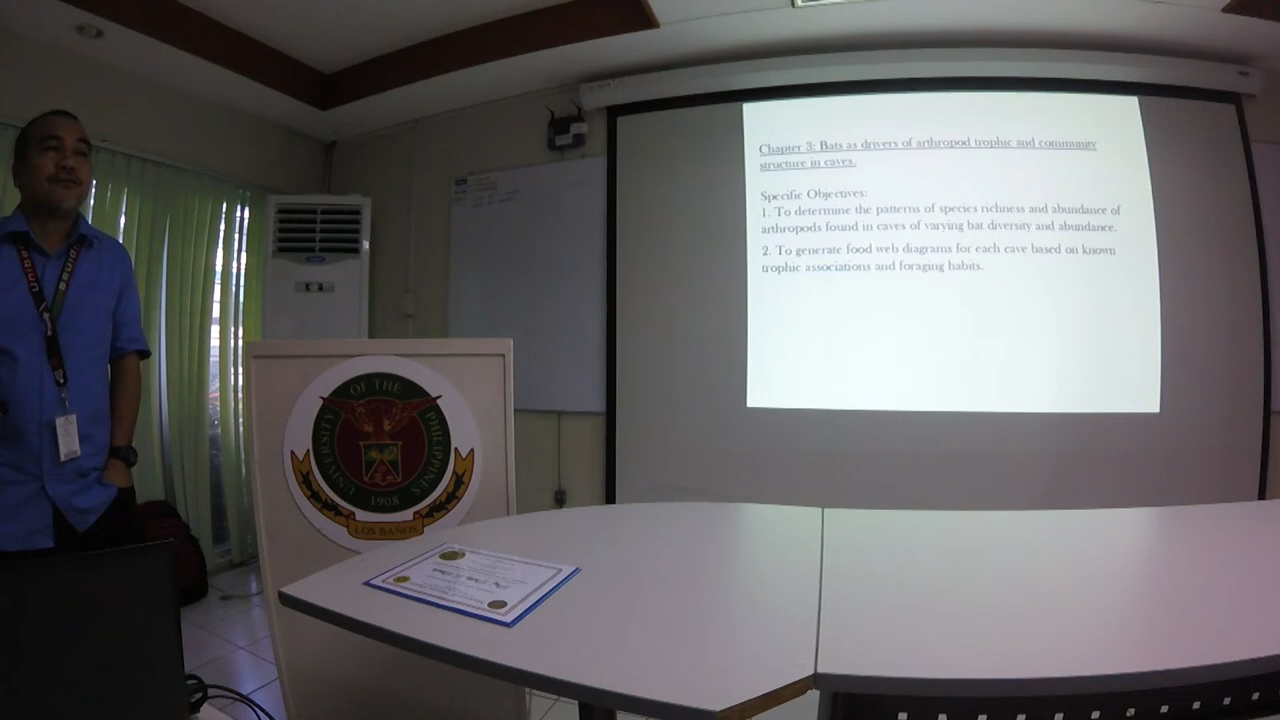 Chapter 3: Bats as drivers of arthropod trophic and community
structure in caves.
Specific Objectives:
1. To determine the patterns of species richness and abundance of
arthropods found in caves of varying bat diversity and abundance.
2. To generate food web diagrams for each cave based on known
trophic associations and foraging habits.
UNIVERSITY OF THE PHILIPPINES
1908
LOS BAÑOS